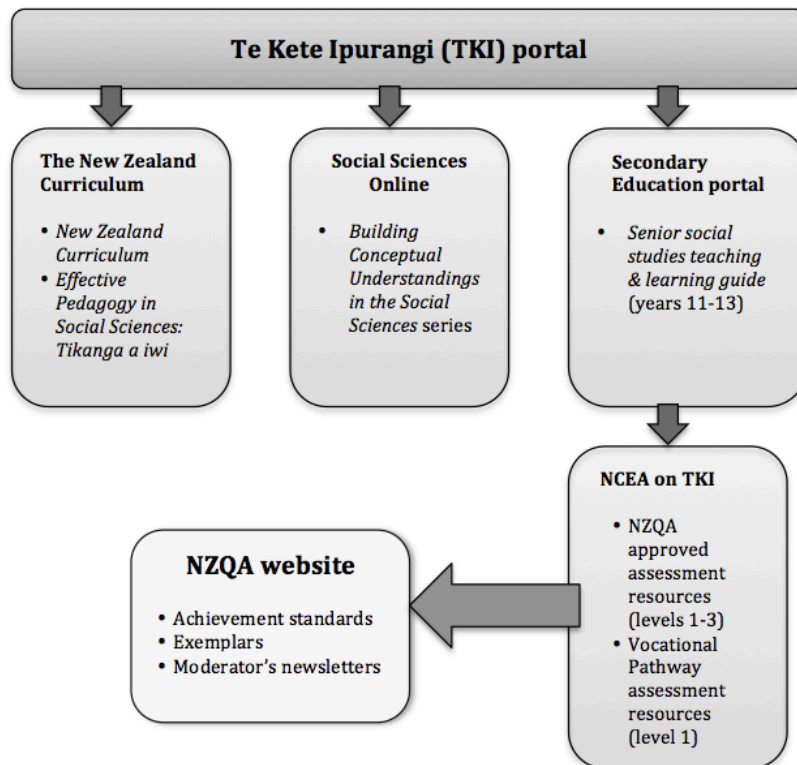 Te Kete Ipurangi (TKI) portal
The New Zealand
Curriculum
• New Zealand
Curriculum
• Effective
Pedagogy in
Social Sciences:
Tikanga a iwi
Social Sciences
Online
• Building
Conceptual
Understandings
in the Social
Sciences series
Secondary
Education portal
• Senior social
studies teaching
& learning guide
(years 11-13)
NCEA on TKI
• NZQA
approved
assessment
resources
(levels 1-3)
• Vocational
Pathway
assessment
resources
(level 1)
NZQA website
• Achievement standards
• Exemplars
• Moderator's newsletters